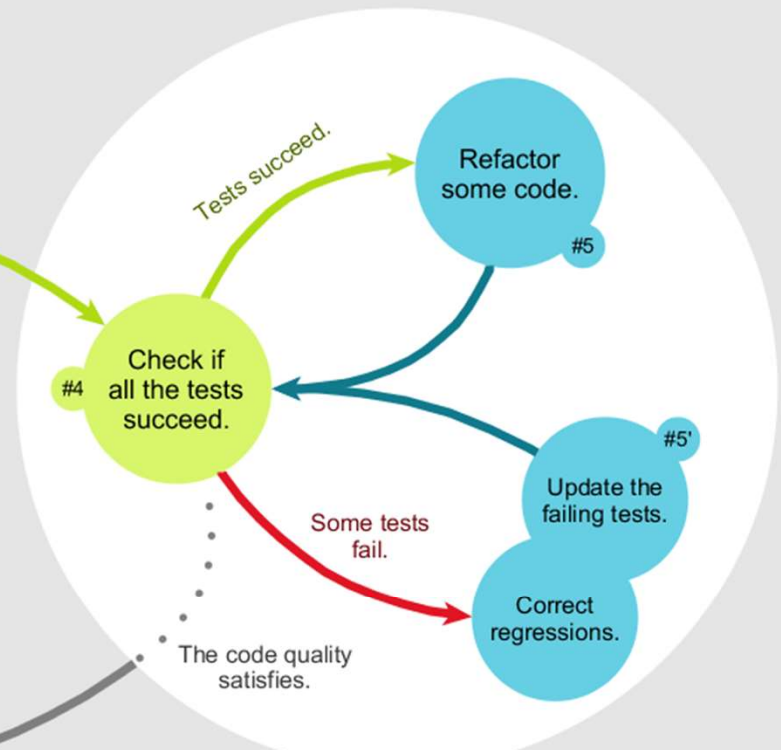 Tests succeed.
Refactor
some code.
#5
Check if
all the tests
succeed.
#4
#5'
Update the
failing tests.
Some tests
fail.
Correct
regressions.
The code quality
satisfies.